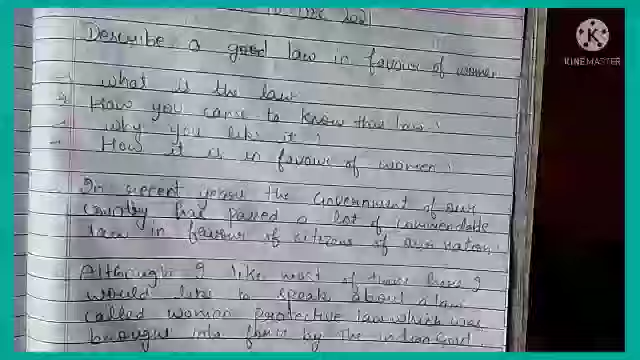 Describe a good law in favour of women
KINEMASTER
- What is the law
- How you came to know this law?
- Why you like it?
- How it is in favour of women?
In recent years the Government of our
country has passed a lot of commendable
law in favour of citizens of our nation.
Although I like most of them here I
would like to speak about a law
called woman protective law which was
brought into force by the Indian Govt.